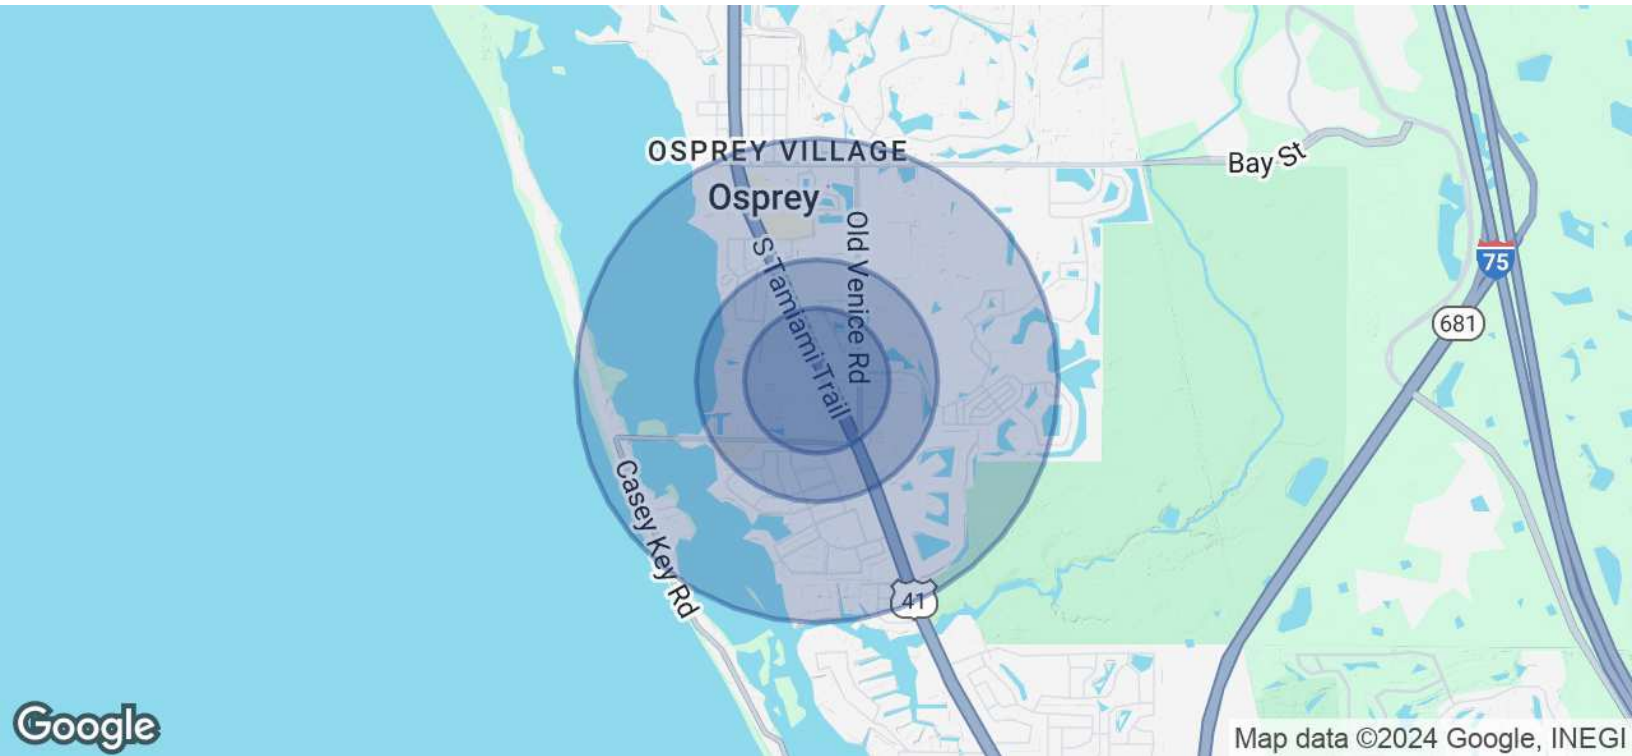 OSPREY VILLAGE
Bay St
Osprey
Old Venice Rd
S Tamiami Trail
75
681
Casey Key Rd
41
Google
Map data ©2024 Google, INEGI